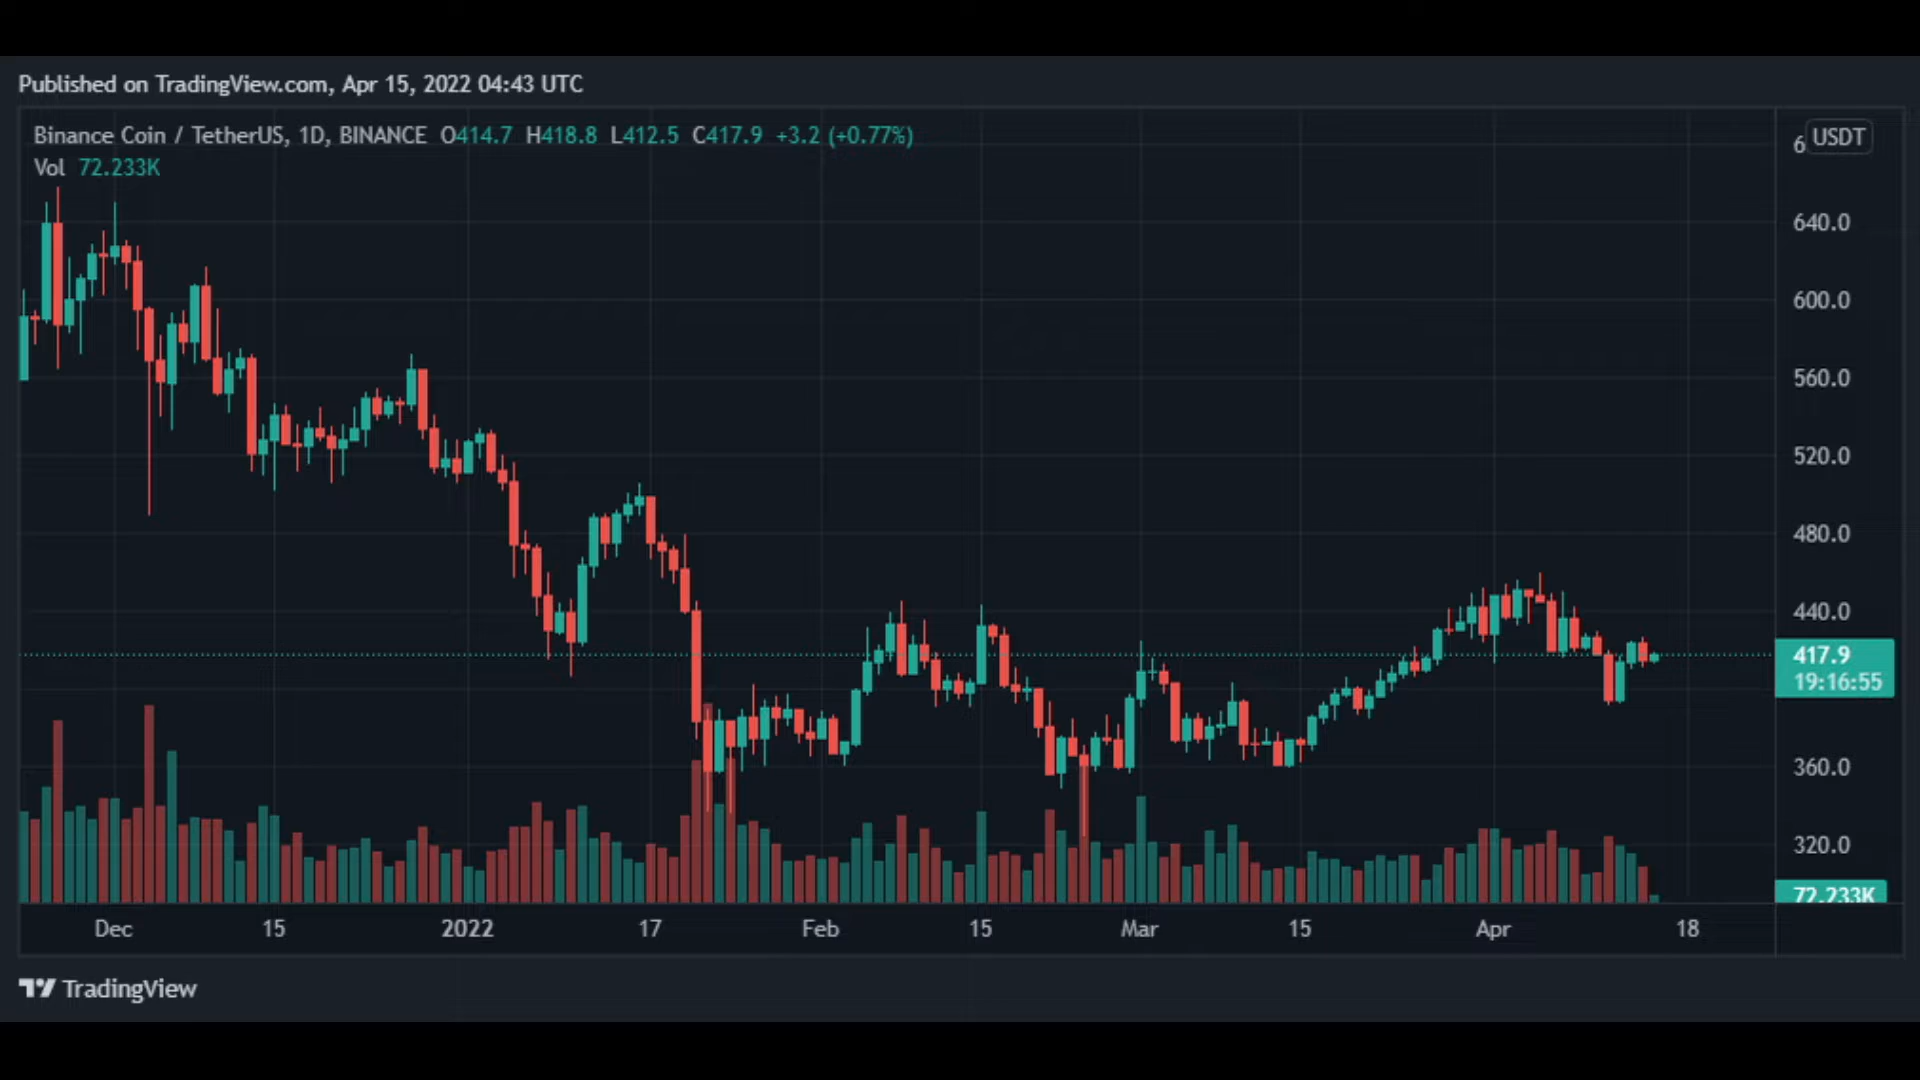 Published on TradingView.com, Apr 15, 2022 04:43 UTC
Binance Coin / TetherUS, 1D, BINANCE O414.7 H418.8 L412.5 C417.9 +3.2 (+0.77%)
Vol 72.233K
6 USDT
640.0
600.0
560.0
520.0
480.0
440.0
417.9
19:16:55
360.0
320.0
72.233K
Dec 15 2022 17 Feb 15 Mar 15 Apr 18
TradingView